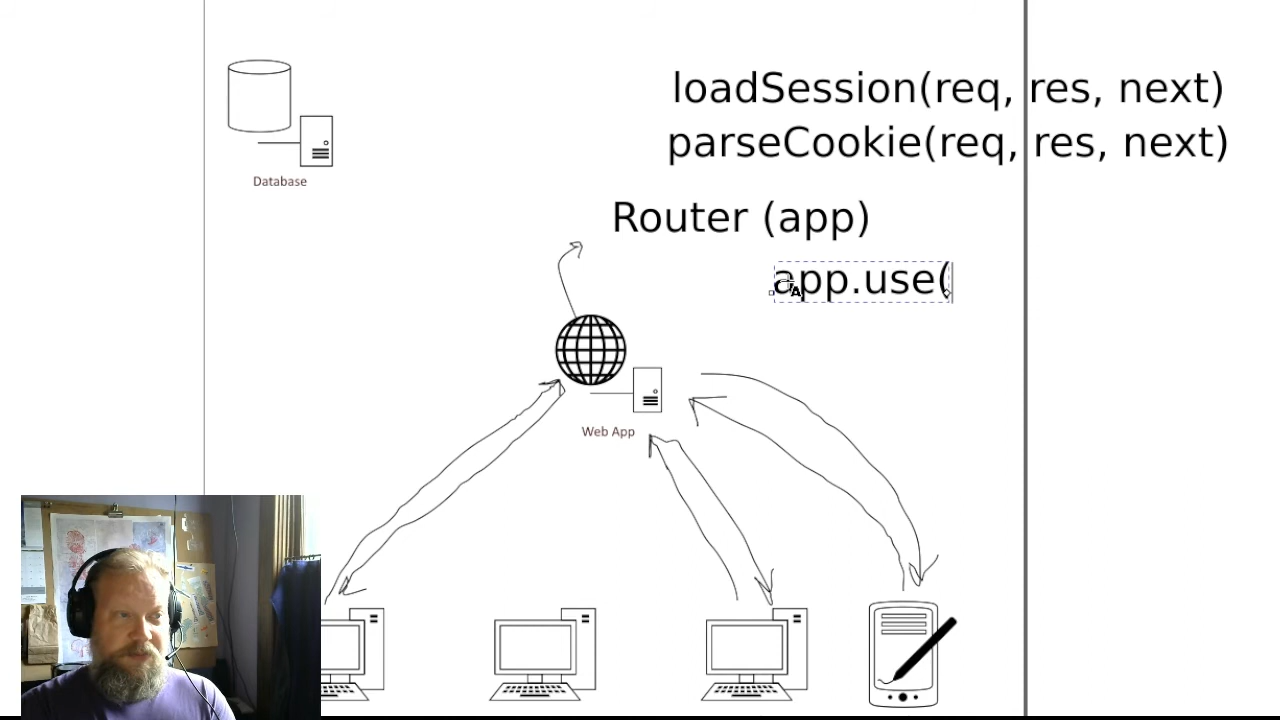 loadSession(req, res, next)
parseCookie(req, res, next)
Database
Router (app)
app.use(
Web App